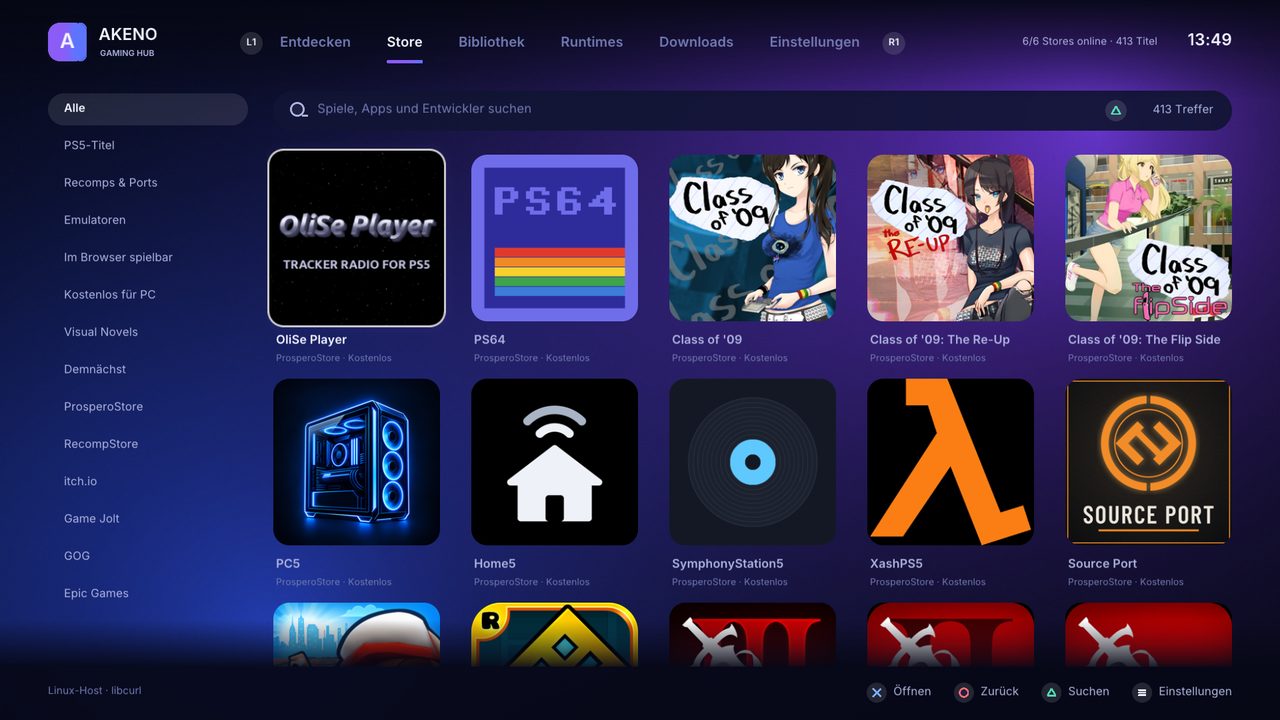 A
AKENO
GAMING HUB
L1
Entdecken
Store
Bibliothek
Runtimes
Downloads
Einstellungen
R1
6/6 Stores online · 413 Titel
13:49
Alle
PS5-Titel
Recomps & Ports
Emulatoren
Im Browser spielbar
Kostenlos für PC
Visual Novels
Demnächst
ProsperoStore
RecompStore
itch.io
Game Jolt
GOG
Epic Games
Spiele, Apps und Entwickler suchen
413 Treffer
OliSe Player
TRACKER RADIO FOR PS5
PS64
Class
of '09
Class
of '09
the
RE-UP
SHARP
Class
of '09
The
flipSide
OliSe Player
ProsperoStore · Kostenlos
PS64
ProsperoStore · Kostenlos
Class of '09
ProsperoStore · Kostenlos
Class of '09: The Re-Up
ProsperoStore · Kostenlos
Class of '09: The Flip Side
ProsperoStore · Kostenlos
SOURCE PORT
PC5
ProsperoStore · Kostenlos
Home5
ProsperoStore · Kostenlos
SymphonyStation5
ProsperoStore · Kostenlos
XashPS5
ProsperoStore · Kostenlos
Source Port
ProsperoStore · Kostenlos
R
Linux-Host · libcurl
Öffnen
Zurück
Suchen
Einstellungen